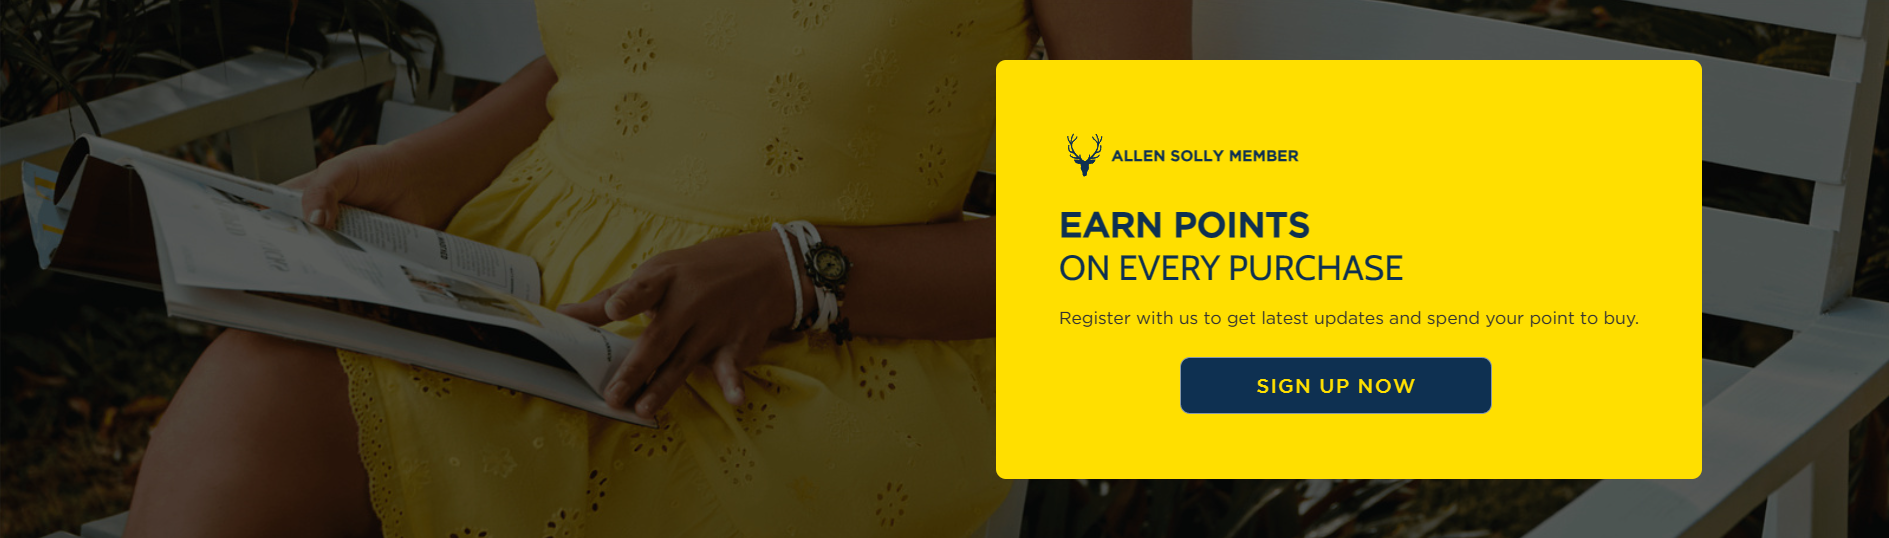 ALLEN SOLLY MEMBER
EARN POINTS
ON EVERY PURCHASE
Register with us to get latest updates and spend your point to buy.
SIGN UP NOW